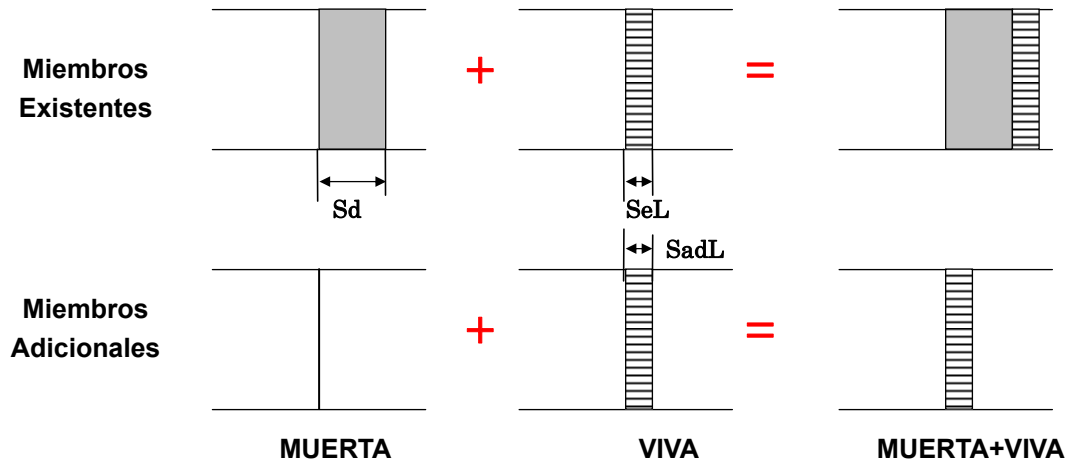 Miembros
Existentes
+
=
Sd
SeL
SadL
Miembros
Adicionales
+
=
MUERTA
VIVA
MUERTA+VIVA